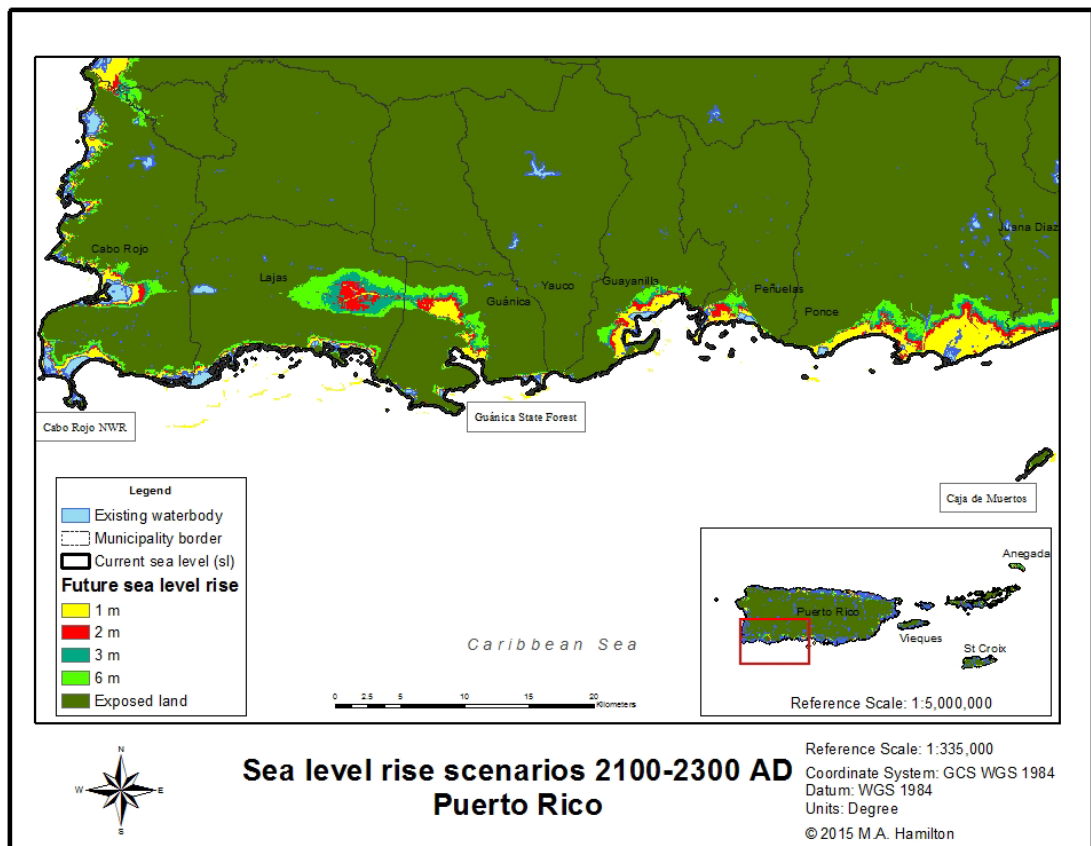 Cabo Rojo
Lajas
Guánica
Yauco
Guayanilla
Peñuelas
Ponce
Juana Diaz
Cabo Rojo NWR
Guánica State Forest
Caja de Muertos
Legend
Existing waterbody
Municipality border
Current sea level (sl)
Future sea level rise
1 m
2 m
3 m
6 m
Exposed land
Caribbean Sea
0 2.5 5 10 15 20
Kilometers
Anegada
Puerto Rico
Vieques
St Croix
Reference Scale: 1:5,000,000
N
W E
S
Sea level rise scenarios 2100-2300 AD
Puerto Rico
Reference Scale: 1:335,000
Coordinate System: GCS WGS 1984
Datum: WGS 1984
Units: Degree
© 2015 M.A. Hamilton